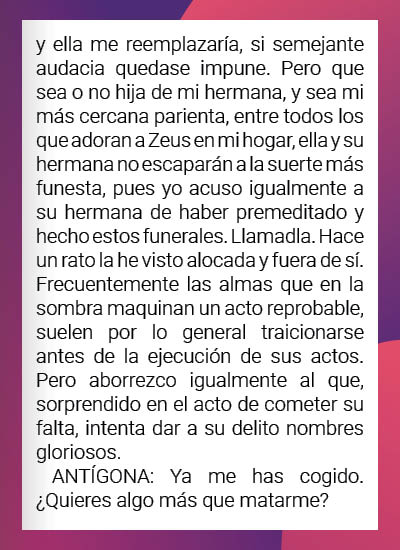 y ella me reemplazaría, si semejante
audacia quedase impune. Pero que
sea o no hija de mi hermana, y sea mi
más cercana parienta, entre todos los
que adoran a Zeus en mi hogar, ella y su
hermana no escaparán a la suerte más
funesta, pues yo acuso igualmente a
su hermana de haber premeditado y
hecho estos funerales. Llamadla. Hace
un rato la he visto alocada y fuera de sí.
Frecuentemente las almas que en la
sombra maquinan un acto reprobable,
suelen por lo general traicionarse
antes de la ejecución de sus actos.
Pero aborrezco igualmente al que,
sorprendido en el acto de cometer su
falta, intenta dar a su delito nombres
gloriosos.
ANTÍGONA: Ya me has cogido.
¿Quieres algo más que matarme?